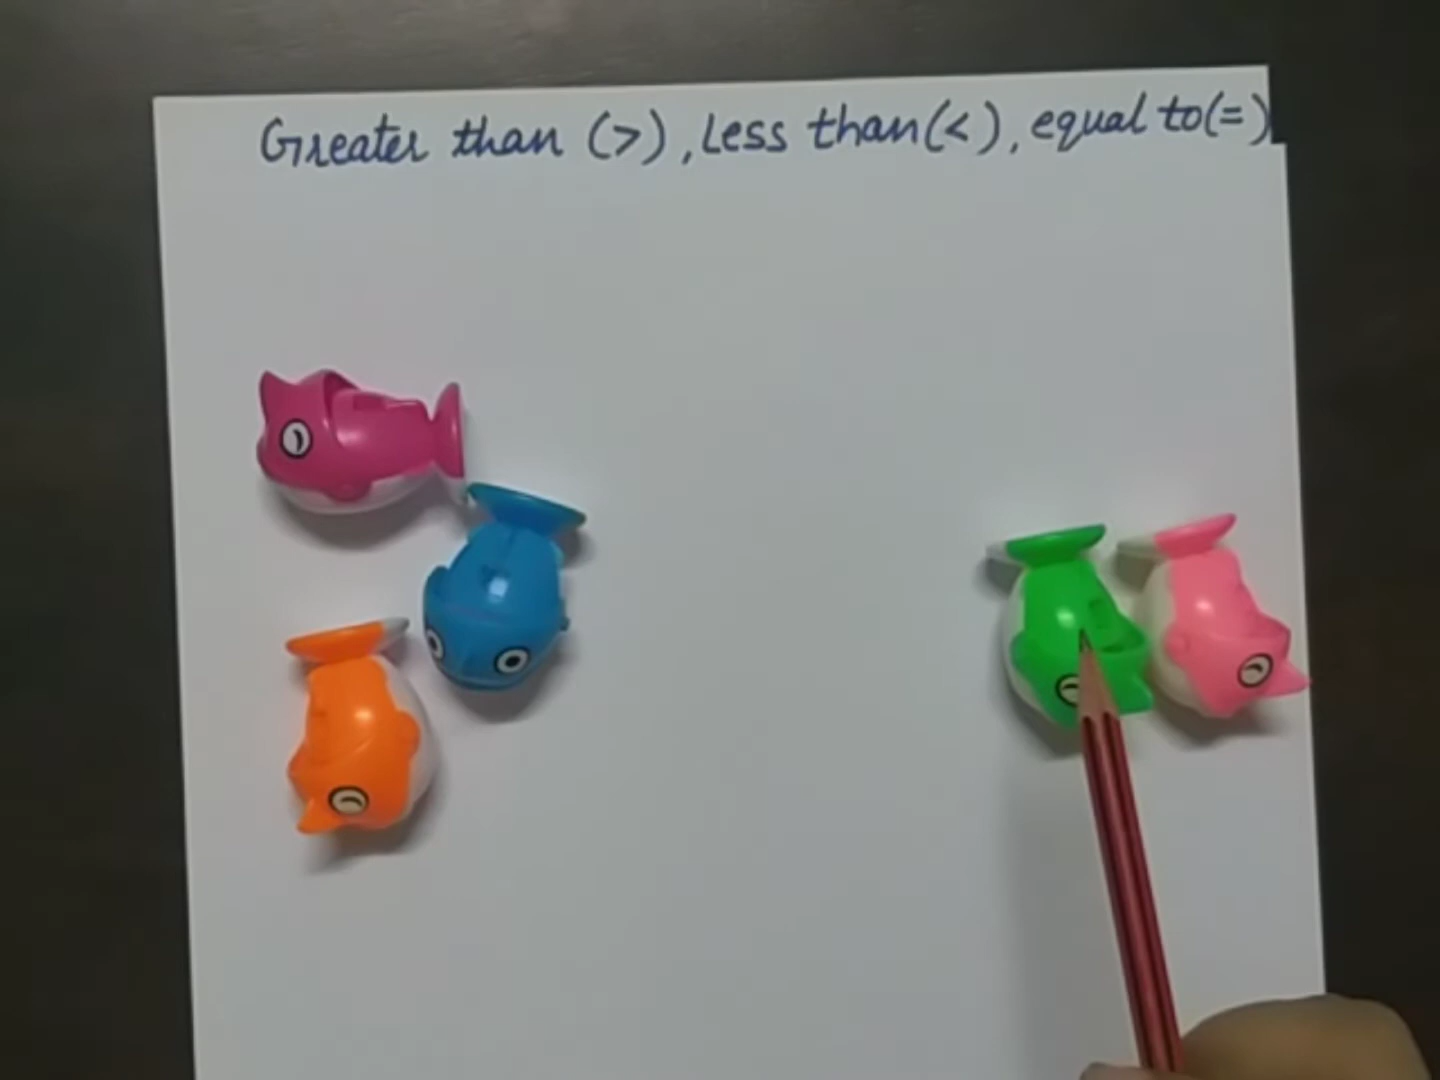 Greater than (>), Less than(<), equal to(=)